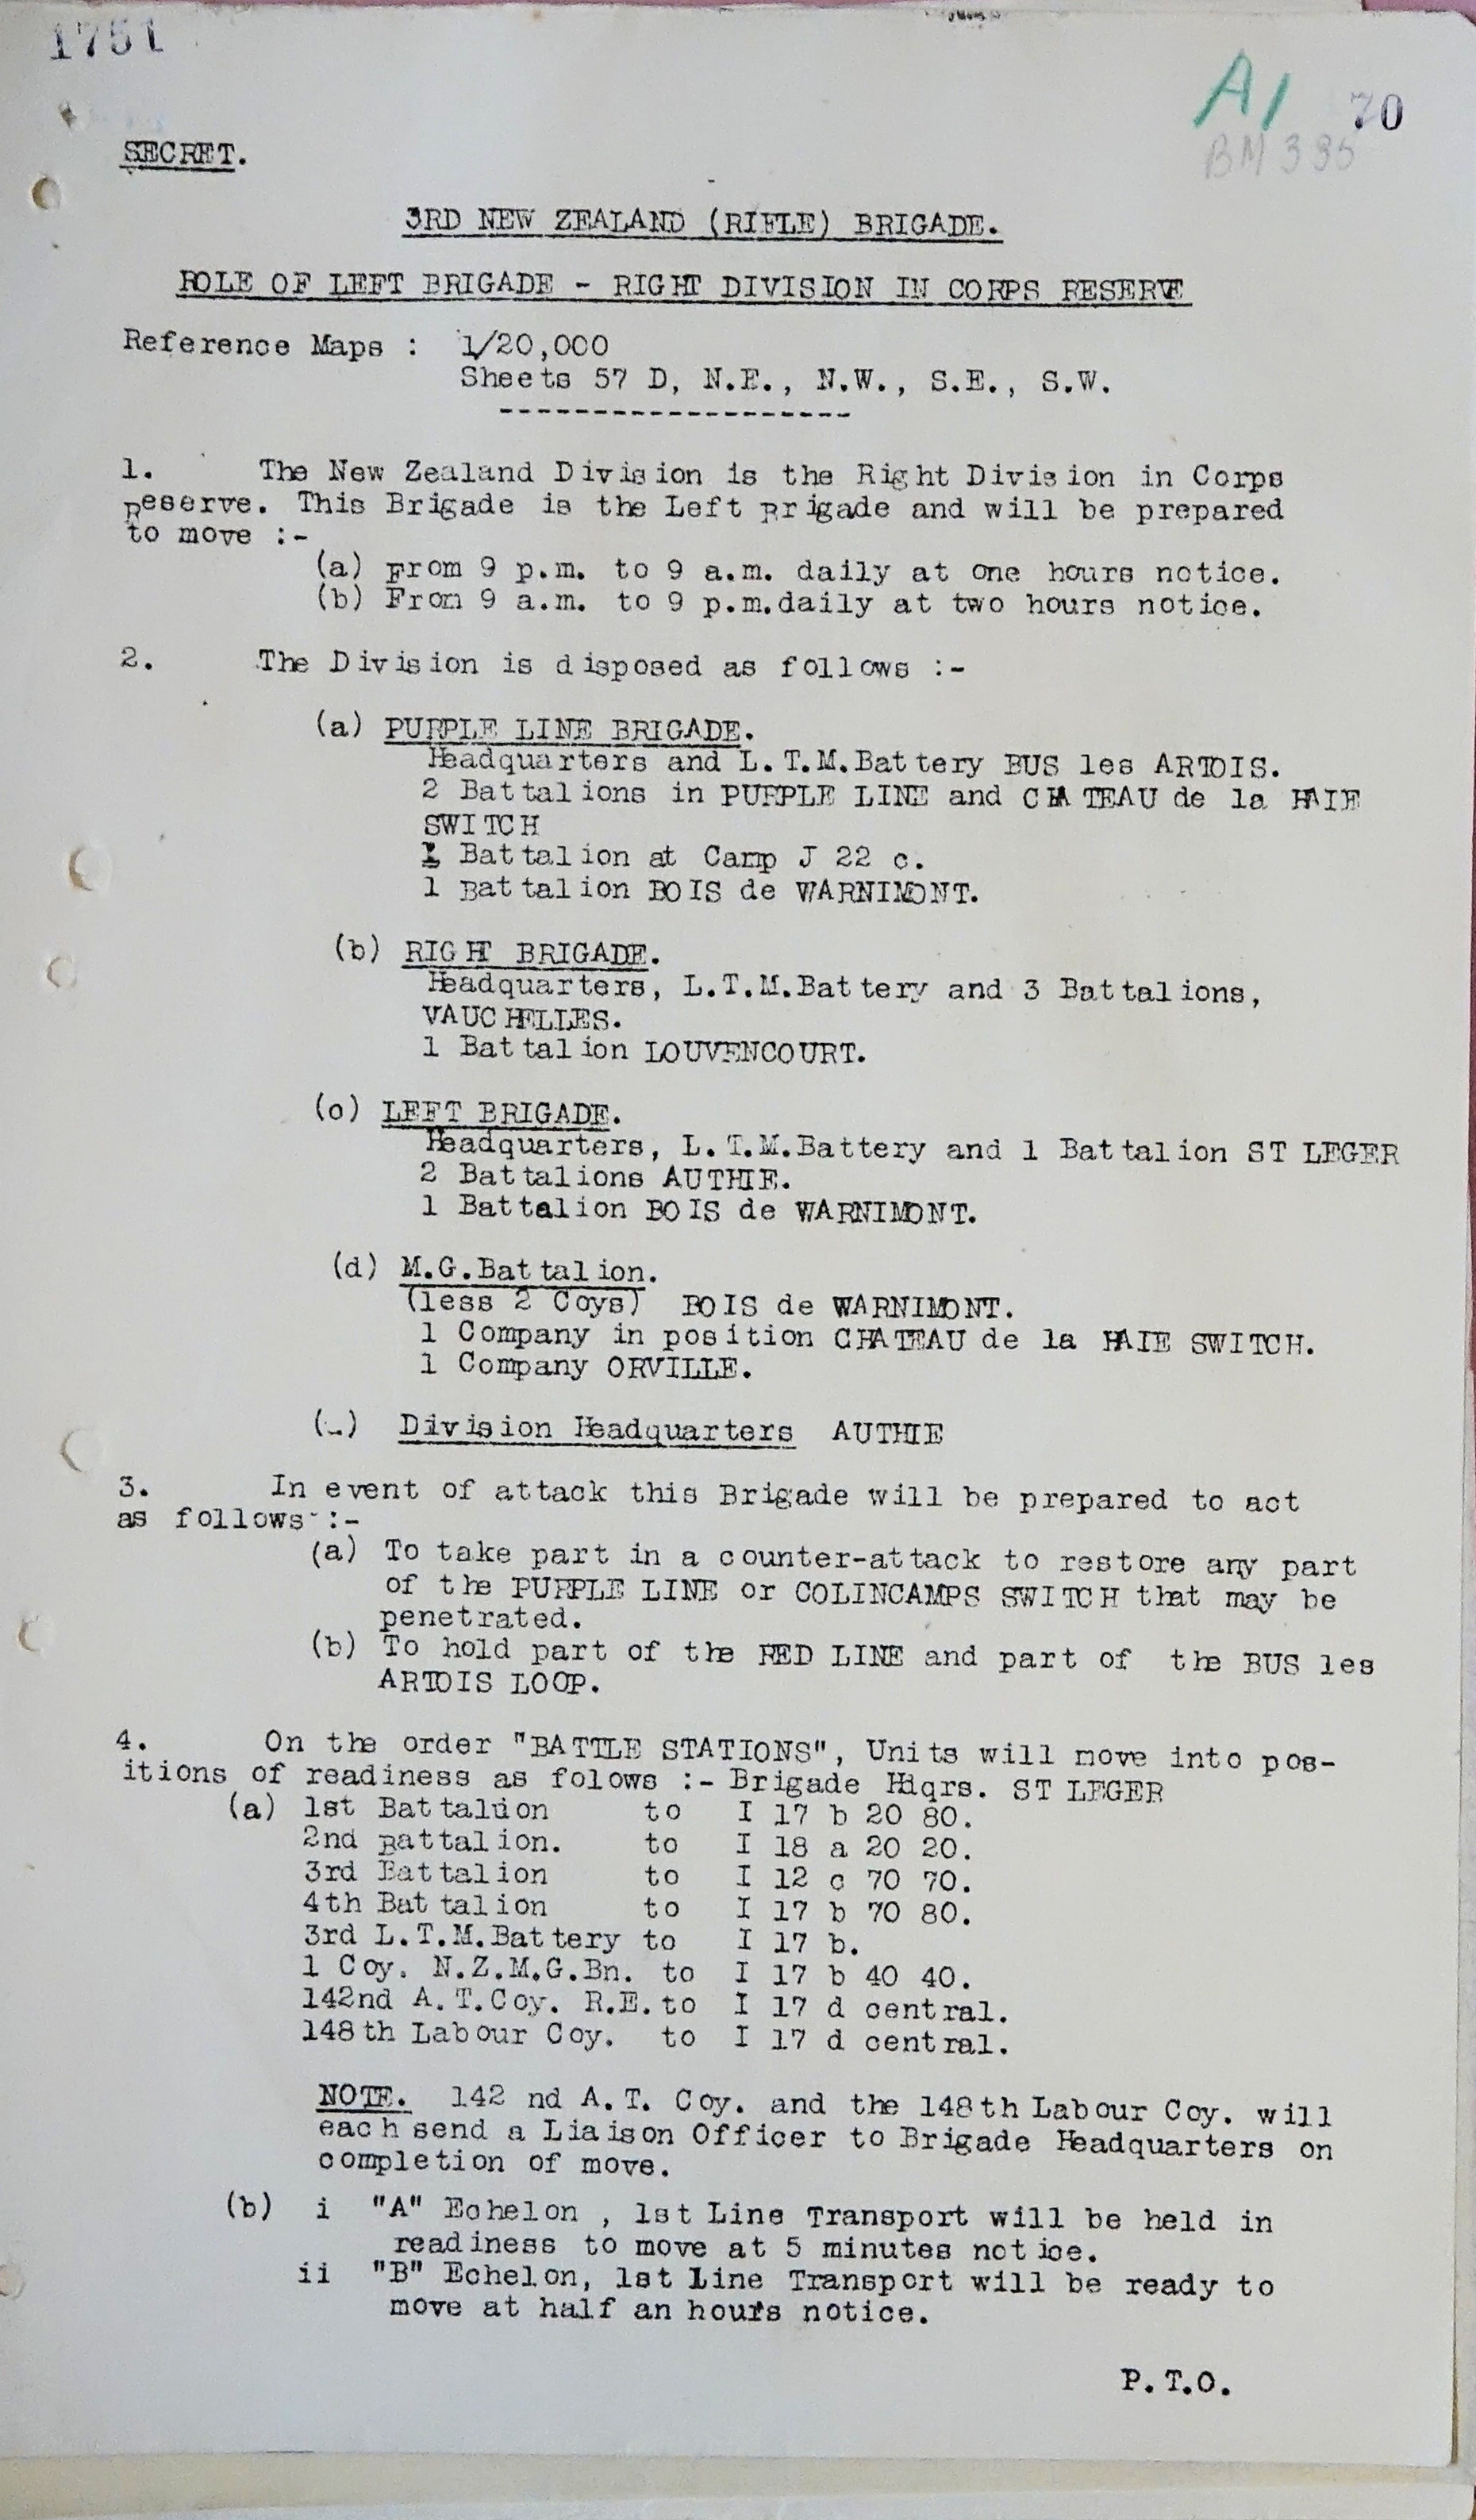 1751
A1 70
BM 335
SECRET.
3RD NEW ZEALAND (RIFLE) BRIGADE.
ROLE OF LEFT BRIGADE - RIGHT DIVISION IN CORPS RESERVE
Reference Maps : 1/20,000
Sheets 57 D, N.E., N.W., S.E., S.W.
-------------------
1. The New Zealand Division is the Right Division in Corps
Reserve. This Brigade is the Left Brigade and will be prepared
to move :-
(a) From 9 p.m. to 9 a.m. daily at one hours notice.
(b) From 9 a.m. to 9 p.m.daily at two hours notice.
2. The Division is disposed as follows :-
(a) PURPLE LINE BRIGADE.
Headquarters and L.T.M.Battery BUS les ARTOIS.
2 Battalions in PURPLE LINE and CHATEAU de la HAIE
SWITCH
1 Battalion at Camp J 22 c.
1 Battalion BOIS de WARNIMONT.
(b) RIGHT BRIGADE.
Headquarters, L.T.M.Battery and 3 Battalions,
VAUCHELLES.
1 Battalion LOUVENCOURT.
(c) LEFT BRIGADE.
Headquarters, L.T.M.Battery and 1 Battalion ST LEGER
2 Battalions AUTHIE.
1 Battalion BOIS de WARNIMONT.
(d) M.G.Battalion.
(less 2 Coys) BOIS de WARNIMONT.
1 Company in position CHATEAU de la HAIE SWITCH.
1 Company ORVILLE.
( ) Division Headquarters AUTHIE
3. In event of attack this Brigade will be prepared to act
as follows :-
(a) To take part in a counter-attack to restore any part
of the PURPLE LINE or COLINCAMPS SWITCH that may be
penetrated.
(b) To hold part of the RED LINE and part of the BUS les
ARTOIS LOOP.
4. On the order "BATTLE STATIONS", Units will move into pos-
itions of readiness as folows :- Brigade Hdqrs. ST LEGER
(a) 1st Battaluon to I 17 b 20 80.
2nd Battalion. to I 18 a 20 20.
3rd Battalion to I 12 c 70 70.
4th Battalion to I 17 b 70 80.
3rd L.T.M.Battery to I 17 b.
1 Coy. N.Z.M.G.Bn. to I 17 b 40 40.
142nd A.T.Coy. R.E.to I 17 d central.
148th Labour Coy. to I 17 d central.
NOTE. 142 nd A.T. Coy. and the 148th Labour Coy. will
each send a Liaison Officer to Brigade Headquarters on
completion of move.
(b) i "A" Echelon , 1st Line Transport will be held in
readiness to move at 5 minutes notice.
ii "B" Echelon, 1st Line Transport will be ready to
move at half an hours notice.
P.T.O.